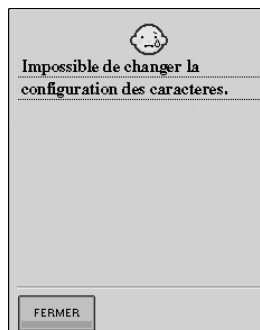 Impossible de changer la
configuration des caracteres.
FERMER